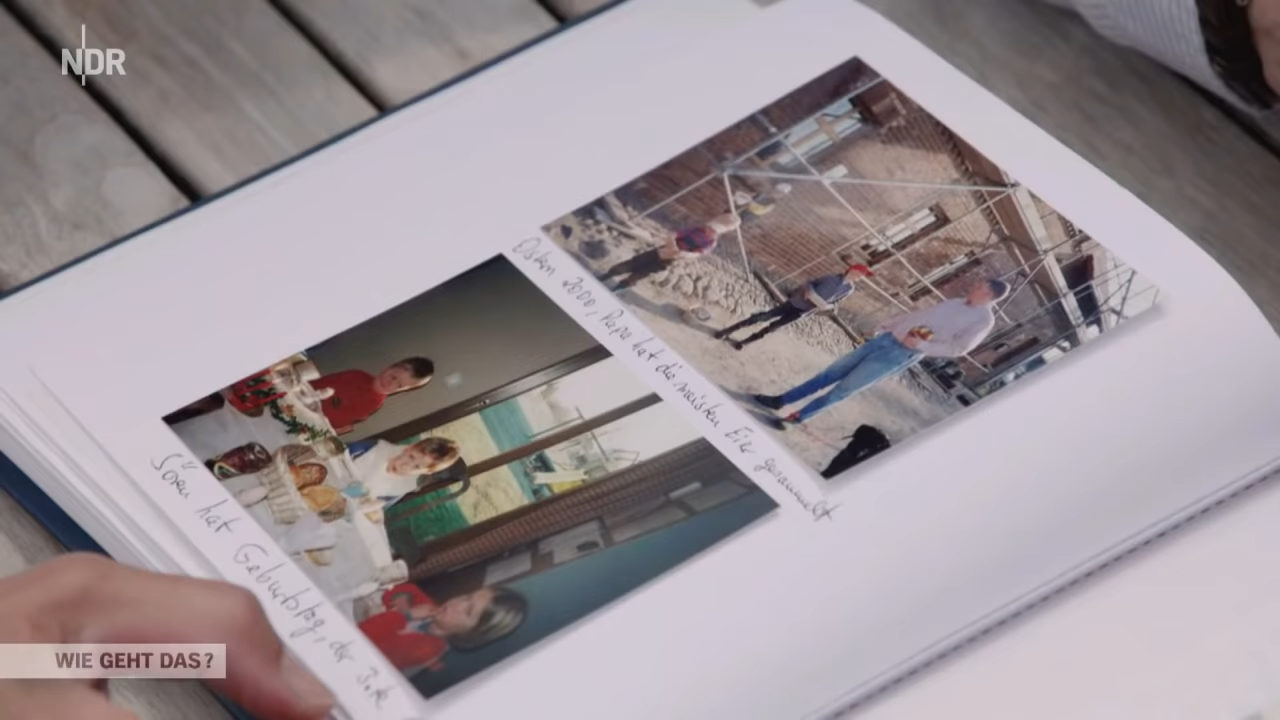 NDR
Ostern 2000, Papa hat die meisten Eier gesammelt
Sören hat Geburtstag, der
WIE GEHT DAS?